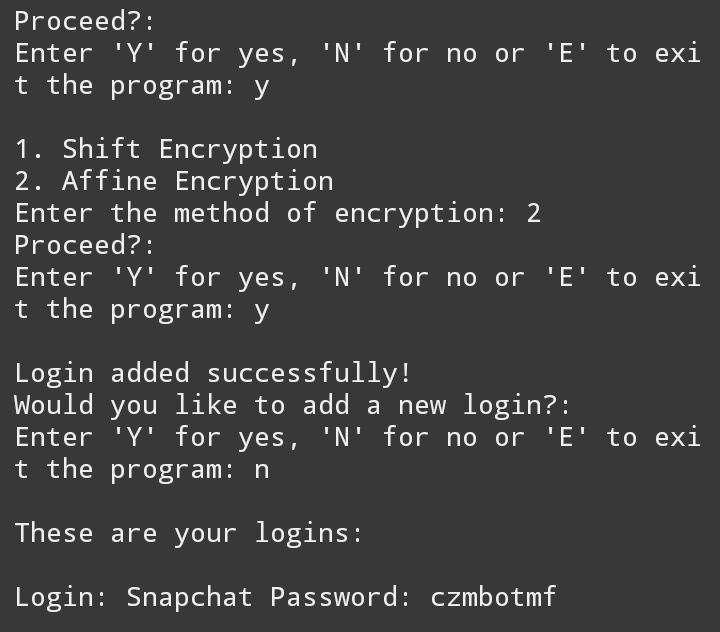 Proceed?:
Enter 'Y' for yes, 'N' for no or 'E' to exi
t the program: y
1. Shift Encryption
2. Affine Encryption
Enter the method of encryption: 2
Proceed?:
Enter 'Y' for yes, 'N' for no or 'E' to exi
t the program: y
Login added successfully!
Would you like to add a new login?:
Enter 'Y' for yes, 'N' for no or 'E' to exi
t the program: n
These are your logins:
Login: Snapchat Password: czmbotmf